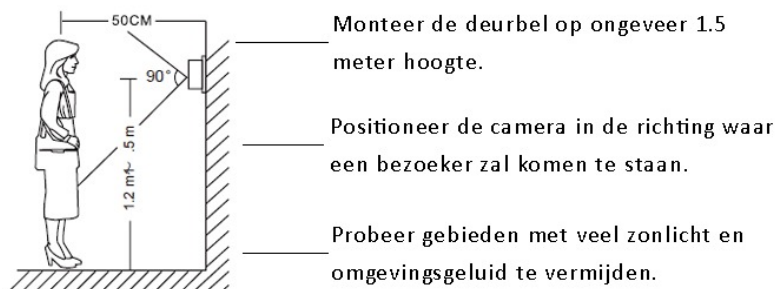 50CM
90°
1.2 m~ .5 m
Monteer de deurbel op ongeveer 1.5
meter hoogte.
Positioneer de camera in de richting waar
een bezoeker zal komen te staan.
Probeer gebieden met veel zonlicht en
omgevingsgeluid te vermijden.